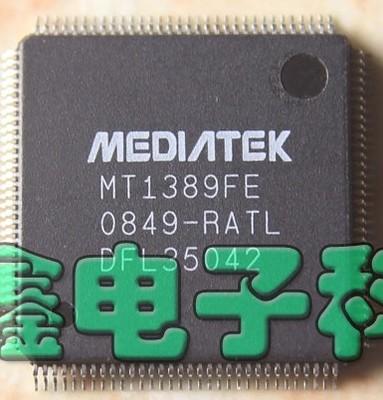 MEDIATEK
MT1389FE
0849-RATL
DFL35042
鑫电子科